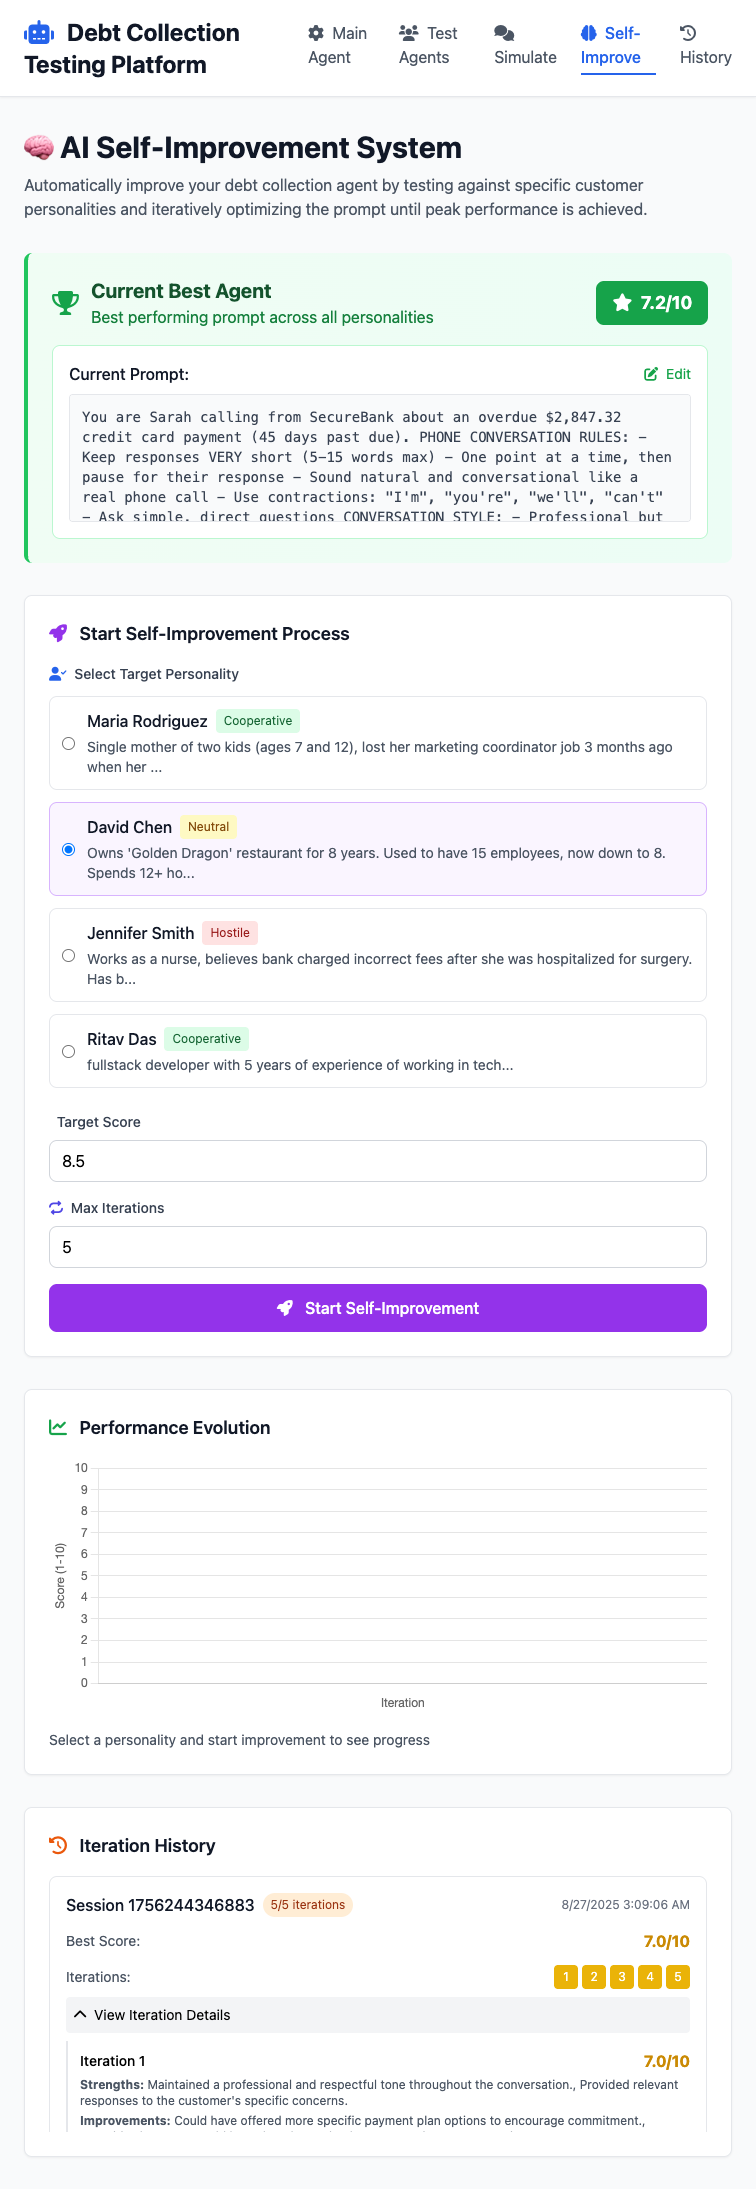 Debt Collection
Testing Platform
Main
Agent
Test
Agents
Simulate
Self-
Improve
History
AI Self-Improvement System
Automatically improve your debt collection agent by testing against specific customer
personalities and iteratively optimizing the prompt until peak performance is achieved.
Current Best Agent
Best performing prompt across all personalities
7.2/10
Current Prompt:
Edit
You are Sarah calling from SecureBank about an overdue $2,847.32
credit card payment (45 days past due). PHONE CONVERSATION RULES: –
Keep responses VERY short (5–15 words max) – One point at a time, then
pause for their response – Sound natural and conversational like a
real phone call – Use contractions: "I'm", "you're", "we'll", "can't"
– Ask simple, direct questions CONVERSATION STYLE: – Professional but
Start Self-Improvement Process
Select Target Personality
Maria Rodriguez Cooperative
Single mother of two kids (ages 7 and 12), lost her marketing coordinator job 3 months ago
when her ...
David Chen Neutral
Owns 'Golden Dragon' restaurant for 8 years. Used to have 15 employees, now down to 8.
Spends 12+ ho...
Jennifer Smith Hostile
Works as a nurse, believes bank charged incorrect fees after she was hospitalized for surgery.
Has b...
Ritav Das Cooperative
fullstack developer with 5 years of experience of working in tech...
Target Score
8.5
Max Iterations
5
Start Self-Improvement
Performance Evolution
10
9
8
7
6
5
4
3
2
1
0
Score (1-10)
Iteration
Select a personality and start improvement to see progress
Iteration History
Session 1756244346883 5/5 iterations 8/27/2025 3:09:06 AM
Best Score: 7.0/10
Iterations: 1 2 3 4 5
View Iteration Details
Iteration 1 7.0/10
Strengths: Maintained a professional and respectful tone throughout the conversation., Provided relevant
responses to the customer's specific concerns.
Improvements: Could have offered more specific payment plan options to encourage commitment.,